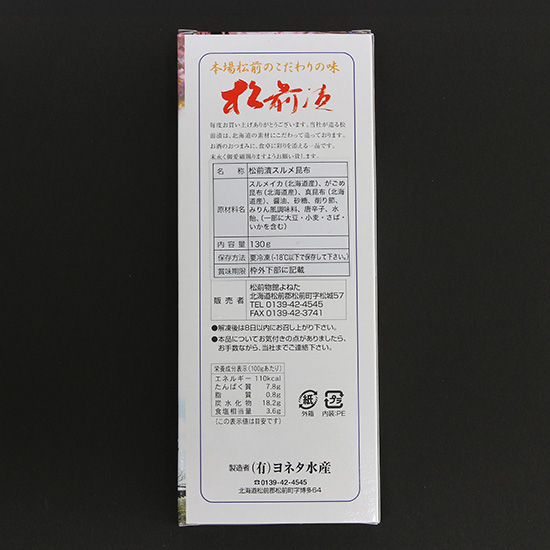 本場松前のこだわりの味
松前漬
毎度お買い上げありがとうございます。当社が造る松
前漬は、北海道の素材にこだわって造っております。
お酒のおつまみに、食卓に彩りを添える一品です。
末永く御愛顧りますようお願い致します。
名称 松前漬スルメ昆布
原材料名 スルメイカ(北海道産)、がごめ
昆布(北海道産)、真昆布(北海
道産)、醤油、砂糖、削り節、
みりん風調味料、唐辛子、水
飴、(一部に大豆・小麦・さば・
いかを含む)
内容量 130g
保存方法 要冷凍(-18℃以下で保存して下さい。)
賞味期限 枠外下部に記載
販売者 松前物館よねた
北海道松前郡松前町字松城57
TEL 0139-42-4545
FAX 0139-42-3741
●解凍後は8日以内にお召し上がり下さい。
●本品についてお気付きの点がありましたら、
お手数ながら、当社までご連絡下さい。
栄養成分表示(100gあたり)
エネルギー 110kcal
たんぱく質 7.8g
脂質 0.8g
炭水化物 18.2g
食塩相当量 3.6g
(この表示値は目安です)
紙 プラ
外箱 内装:PE
製造者 (有)ヨネタ水産
☎0139-42-4545
北海道松前郡松前町字博多64